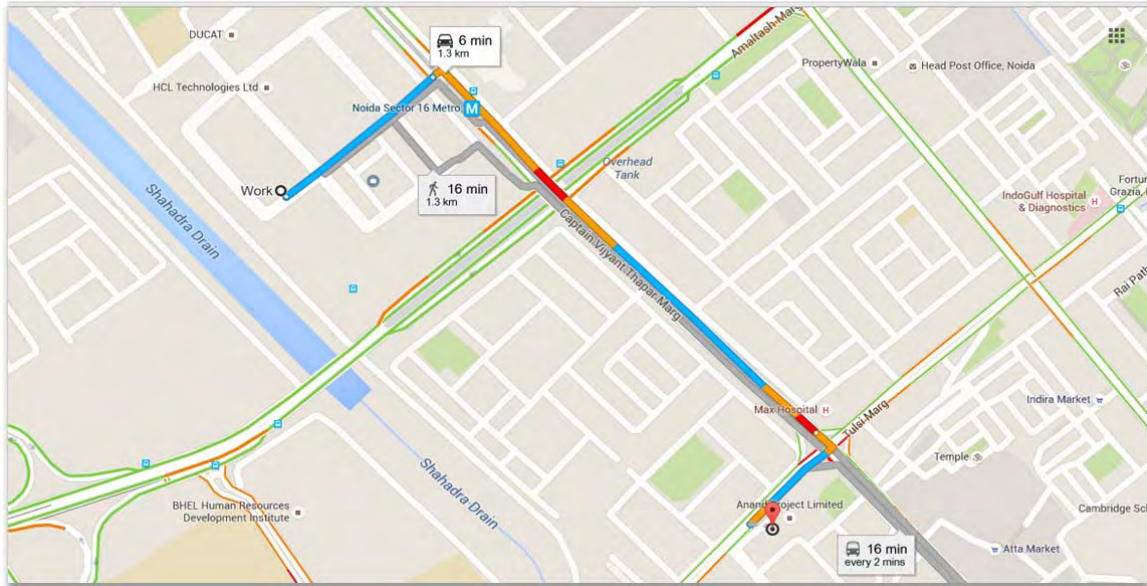 DUCAT
6 min
1.3 km
HCL Technologies Ltd
Noida Sector 16 Metro
M
Amaltash Marg
PropertyWala
Head Post Office, Noida
Overhead
Tank
Work
16 min
1.3 km
Shahadra Drain
Captain Vijyant Thapar Marg
IndoGulf Hospital
& Diagnostics
H
Grazia,
Rai
Max Hospital H
Tulsi Marg
Indira Market
Temple
Shahadra Drain
BHEL Human Resources
Development Institute
Project Limited
Cambridge
16 min
every 2 mins
Atta Market